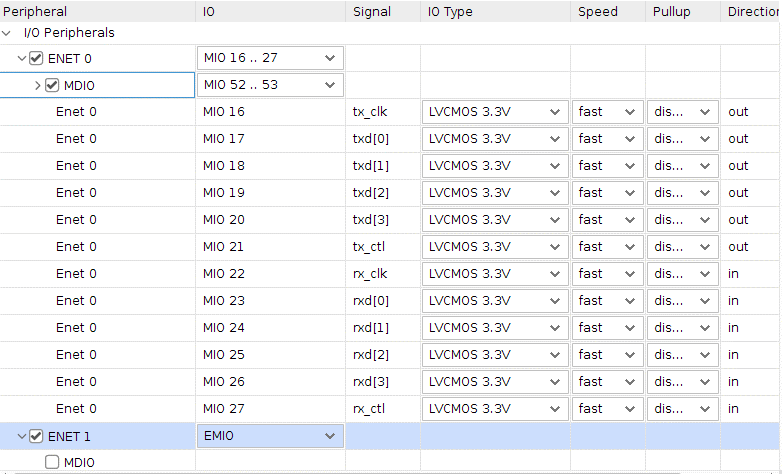 Peripheral IO Signal IO Type Speed Pullup Direction
I/O Peripherals
ENET 0 MIO 16 .. 27
MDIO MIO 52 .. 53
Enet 0 MIO 16 tx_clk LVCMOS 3.3V fast dis... out
Enet 0 MIO 17 txd[0] LVCMOS 3.3V fast dis... out
Enet 0 MIO 18 txd[1] LVCMOS 3.3V fast dis... out
Enet 0 MIO 19 txd[2] LVCMOS 3.3V fast dis... out
Enet 0 MIO 20 txd[3] LVCMOS 3.3V fast dis... out
Enet 0 MIO 21 tx_ctl LVCMOS 3.3V fast dis... out
Enet 0 MIO 22 rx_clk LVCMOS 3.3V fast dis... in
Enet 0 MIO 23 rxd[0] LVCMOS 3.3V fast dis... in
Enet 0 MIO 24 rxd[1] LVCMOS 3.3V fast dis... in
Enet 0 MIO 25 rxd[2] LVCMOS 3.3V fast dis... in
Enet 0 MIO 26 rxd[3] LVCMOS 3.3V fast dis... in
Enet 0 MIO 27 rx_ctl LVCMOS 3.3V fast dis... in
ENET 1 EMIO
MDIO